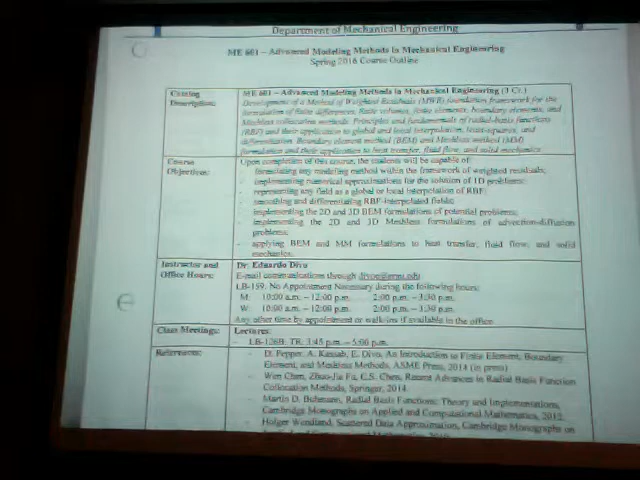 Department of Mechanical Engineering
ME 601 – Advanced Modeling Methods in Mechanical Engineering
Spring 2016 Course Outline
Catalog Description:
ME 601 – Advanced Modeling Methods in Mechanical Engineering (3 Cr.)
Development of a Method of Weighted Residuals (MWR) foundation framework for the
formulation of finite differences, finite volumes, finite elements, boundary elements, and
Meshless collocation methods. Principles and fundamentals of radial-basis functions
(RBF) and their application to global and local interpolation, least-squares, and
differentiation. Boundary element method (BEM) and Meshless method (MM)
formulation and their application to heat transfer, fluid flow, and solid mechanics.
Course Objectives:
Upon completion of this course, the students will be capable of:
- formulating any modeling method within the framework of weighted residuals;
- implementing numerical approximations for the solution of 1D problems;
- representing any field as a global or local interpolation of RBF;
- smoothing and differentiating RBF-interpolated fields;
- implementing the 2D and 3D BEM formulations of potential problems;
- implementing the 2D and 3D Meshless formulations of advection-diffusion
problems;
- applying BEM and MM formulations to heat transfer, fluid flow, and solid
mechanics.
Instructor and Office Hours:
Dr. Eduardo Divo
E-mail communications through divoe@erau.edu
LB-159. No Appointment Necessary during the following hours:
M: 10:00 a.m. – 12:00 p.m. 2:00 p.m. – 3:30 p.m.
W: 10:00 a.m. – 12:00 p.m. 2:00 p.m. – 3:30 p.m.
Any other time by appointment or walk-ins if available in the office.
Class Meetings:
Lectures:
- LB-126B: TR, 3:45 p.m. – 5:00 p.m.
References:
- D. Pepper, A. Kassab, E. Divo, An Introduction to Finite Element, Boundary
Element, and Meshless Methods, ASME Press, 2014 (in press)
- Wen Chen, Zhuo-Jia Fu, C.S. Chen, Recent Advances in Radial Basis Function
Collocation Methods, Springer, 2014.
- Martin D. Buhmann, Radial Basis Functions: Theory and Implementations,
Cambridge Monographs on Applied and Computational Mathematics, 2012.
- Holger Wendland, Scattered Data Approximation, Cambridge Monographs on